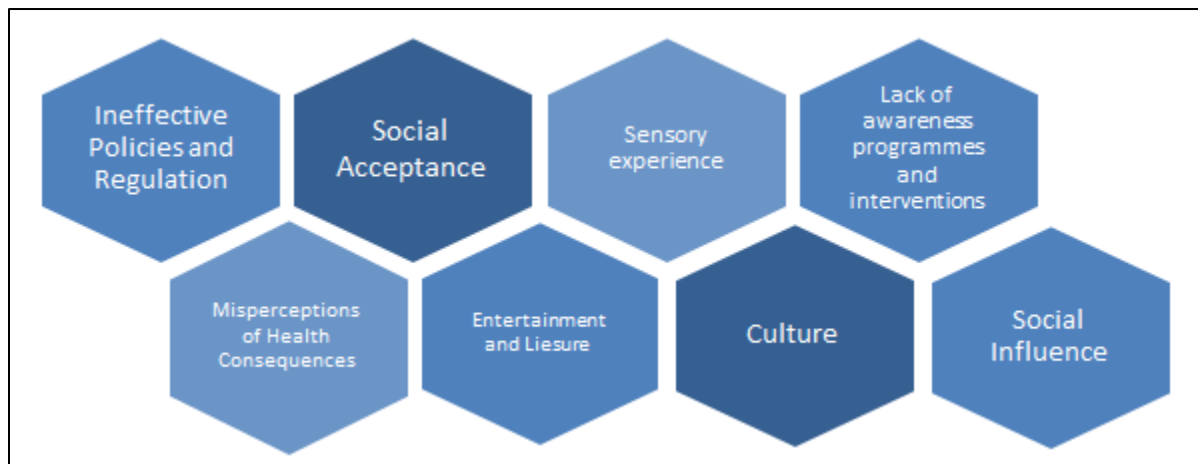 Ineffective
Policies and
Regulation
Social
Acceptance
Sensory
experience
Lack of
awareness
programmes
and
interventions
Misperceptions
of Health
Consequences
Entertainment
and Liesure
Culture
Social
Influence